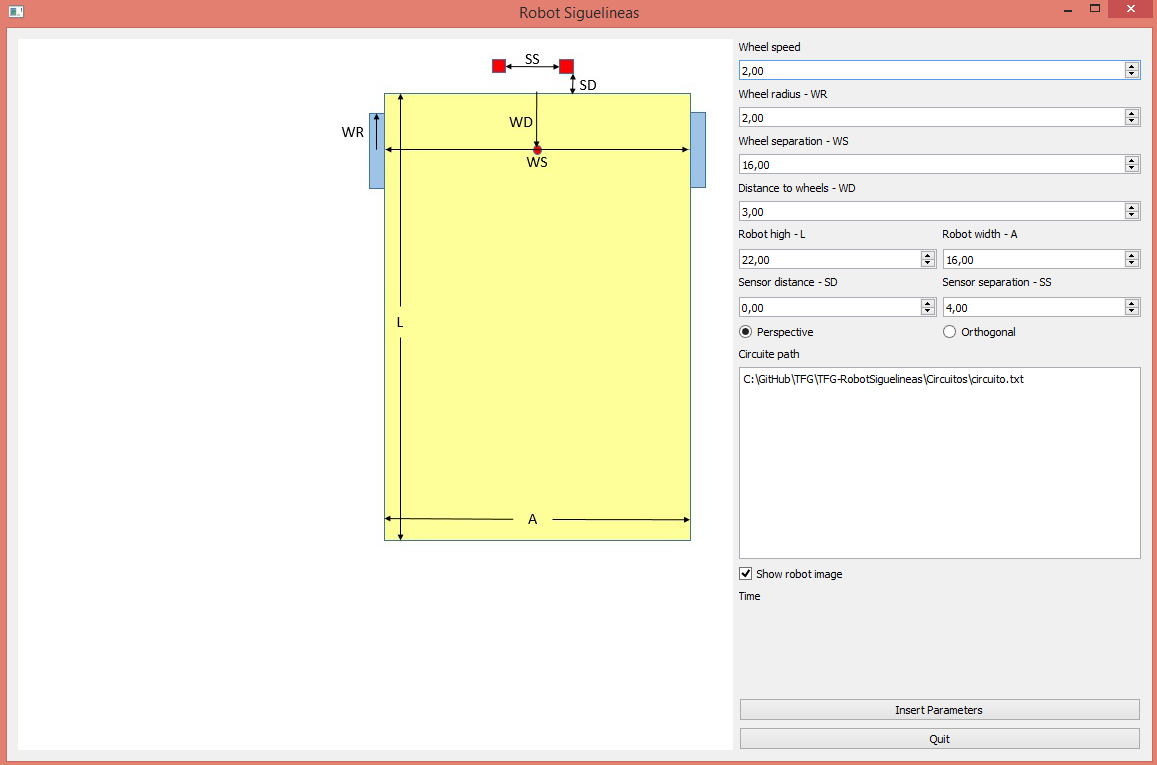 Robot Siguelineas
SS
SD
WR
WD
WS
L
A
Wheel speed
2,00
Wheel radius - WR
2,00
Wheel separation - WS
16,00
Distance to wheels - WD
3,00
Robot high - L
Robot width - A
22,00
16,00
Sensor distance - SD
Sensor separation - SS
0,00
4,00
Perspective
Orthogonal
Circuite path
C:\GitHub\TFG\TFG-RobotSiguelineas\Circuitos\circuito.txt
Show robot image
Time
Insert Parameters
Quit